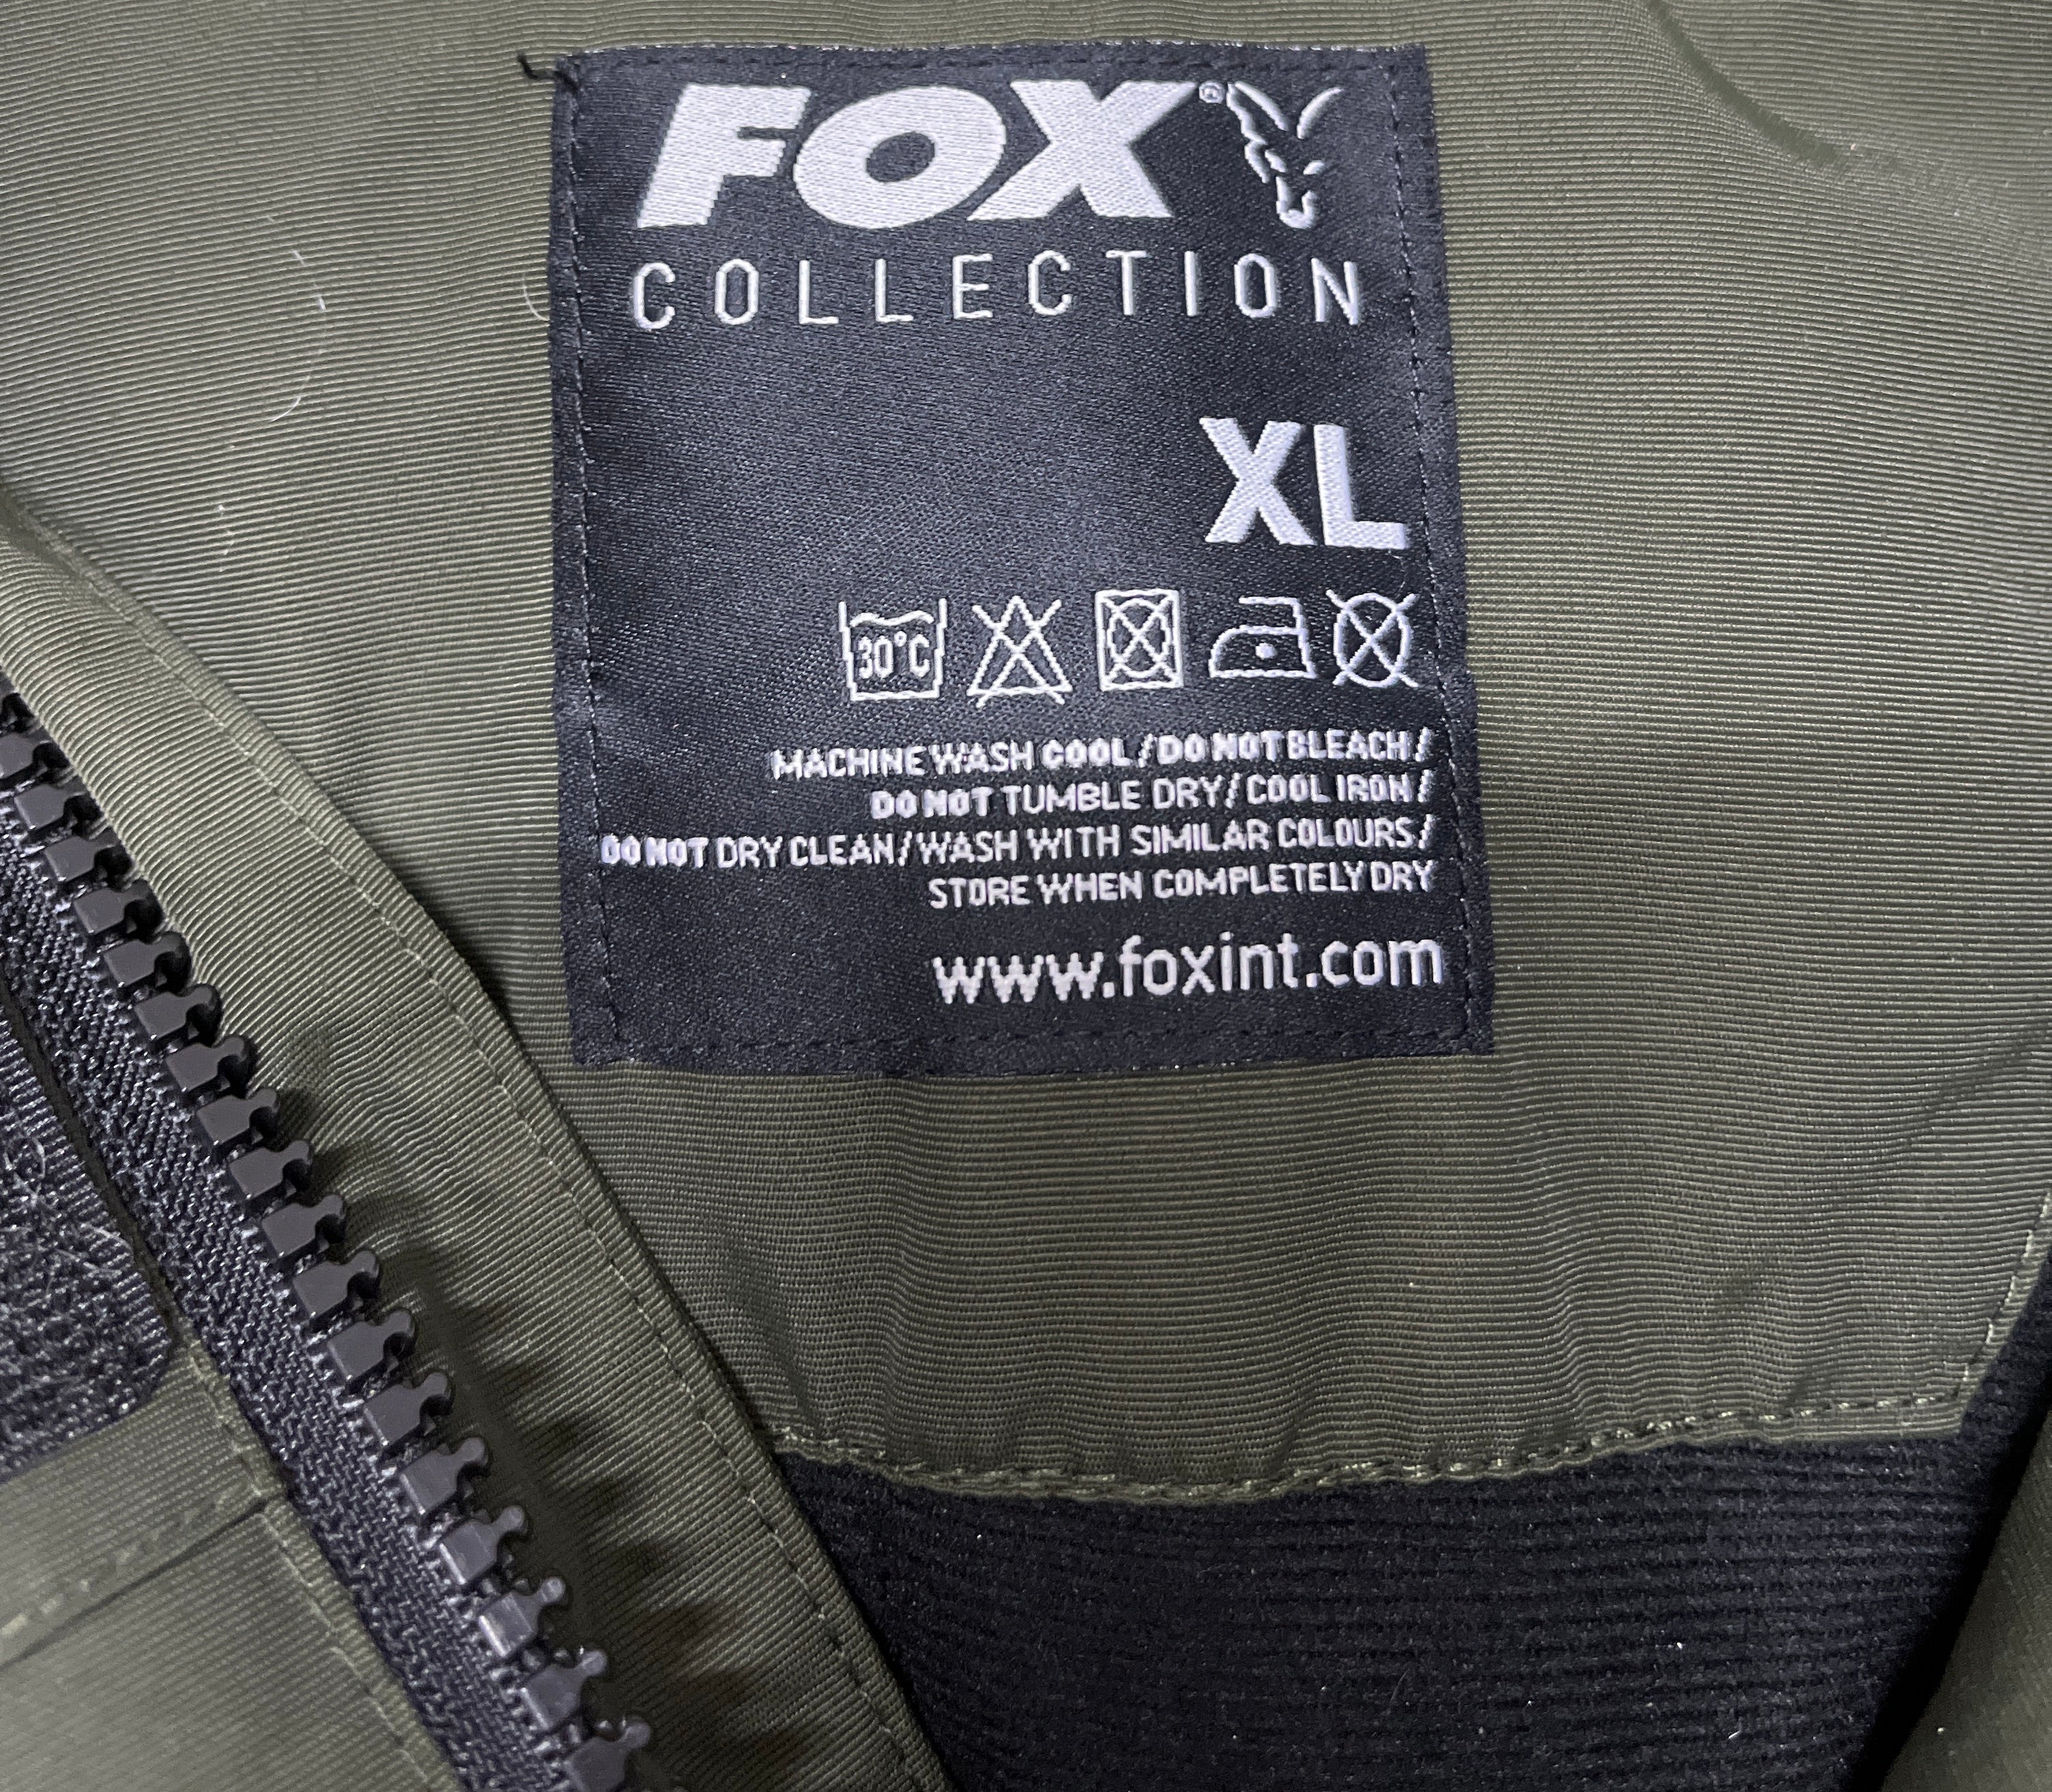 FOX®
COLLECTION
XL
30°C
MACHINE WASH COOL/DO NOT BLEACH/
DO NOT TUMBLE DRY/COOL IRON/
DO NOT DRY CLEAN/WASH WITH SIMILAR COLOURS/
STORE WHEN COMPLETELY DRY
www.foxint.com